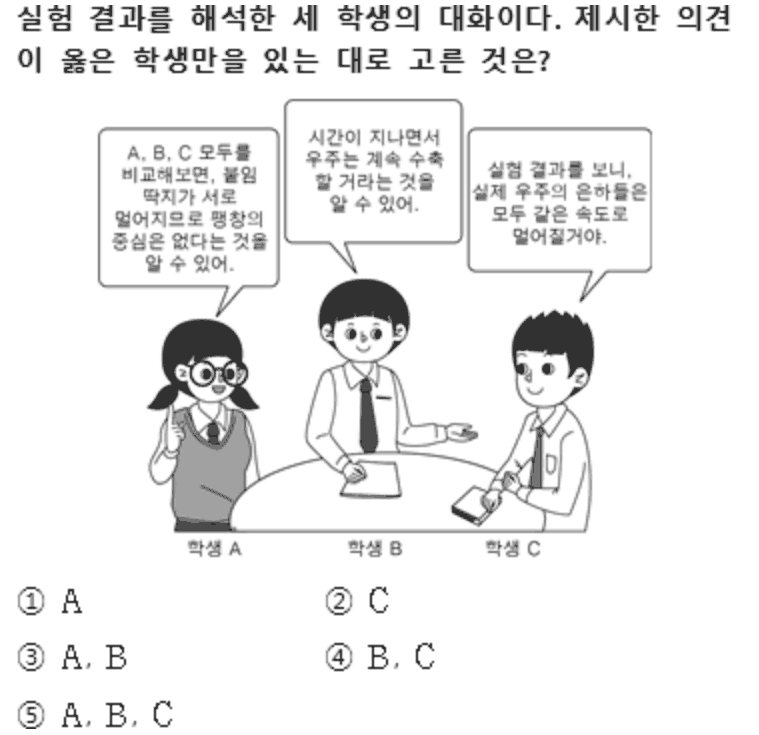 실험 결과를 해석한 세 학생의 대화이다. 제시한 의견
이 옳은 학생만을 있는 대로 고른 것은?
A, B, C 모두를
비교해보면, 붙임
딱지가 서로
멀어지므로 팽창의
중심은 없다는 것을
알 수 있어.
시간이 지나면서
우주는 계속 수축
할 거라는 것을
알 수 있어.
실험 결과를 보니,
실제 우주의 은하들은
모두 같은 속도로
멀어질거야.
학생 A
학생 B
학생 C
① A
② C
③ A, B
④ B, C
⑤ A, B, C